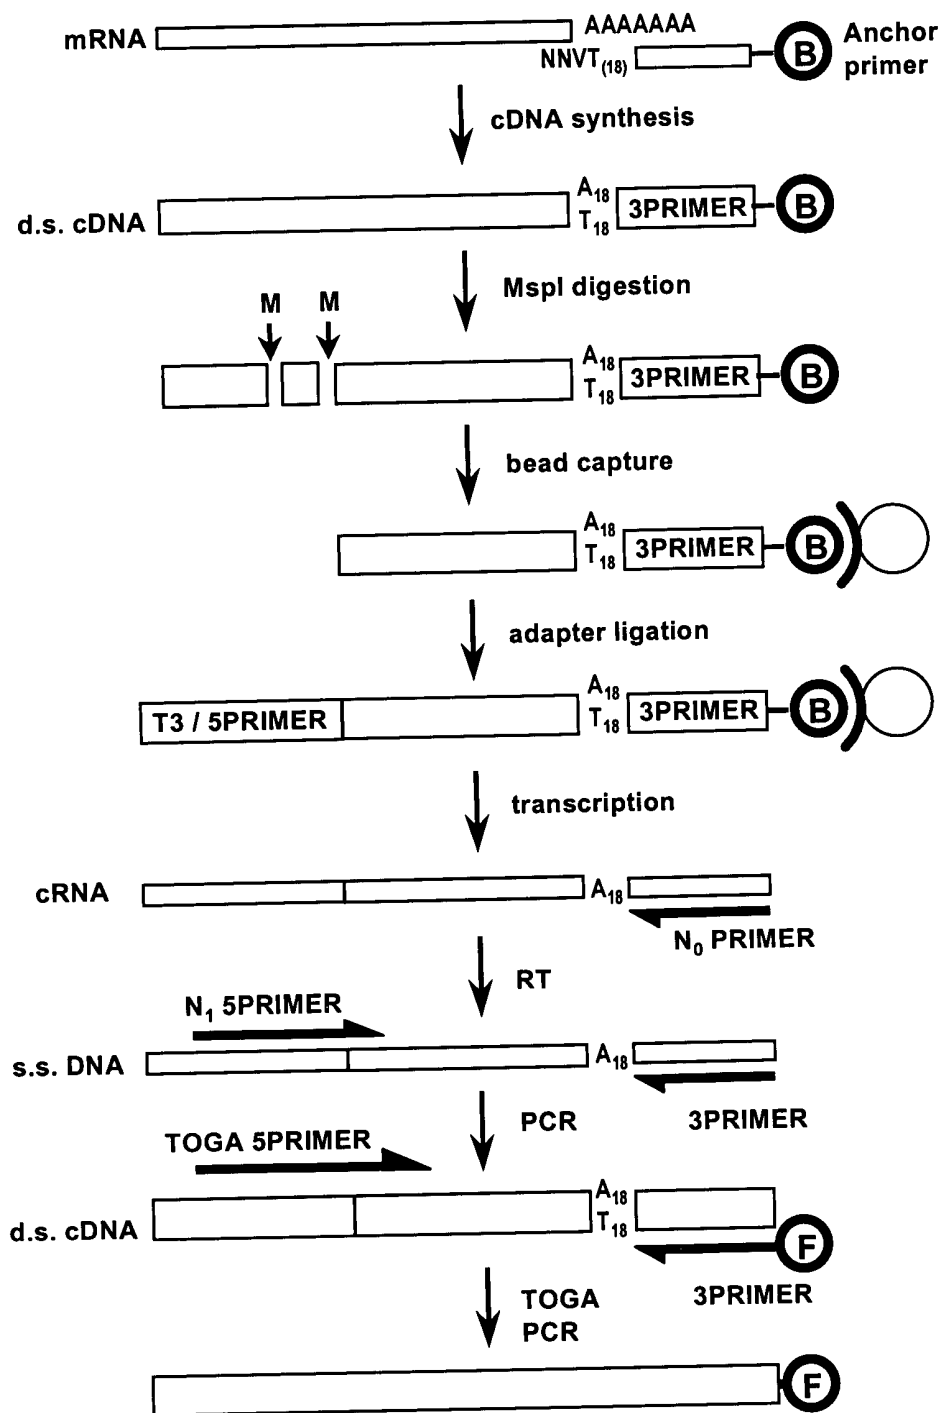 mRNA
AAAAAAA
NNVT(18)
B
Anchor
primer
cDNA synthesis
d.s. cDNA
A18
T18
3PRIMER
B
MspI digestion
M
M
A18
T18
3PRIMER
B
bead capture
A18
T18
3PRIMER
B
adapter ligation
T3 / 5PRIMER
A18
T18
3PRIMER
B
transcription
cRNA
A18
N0 PRIMER
RT
N1 5PRIMER
s.s. DNA
A18
3PRIMER
PCR
TOGA 5PRIMER
d.s. cDNA
A18
T18
F
3PRIMER
TOGA
PCR
F